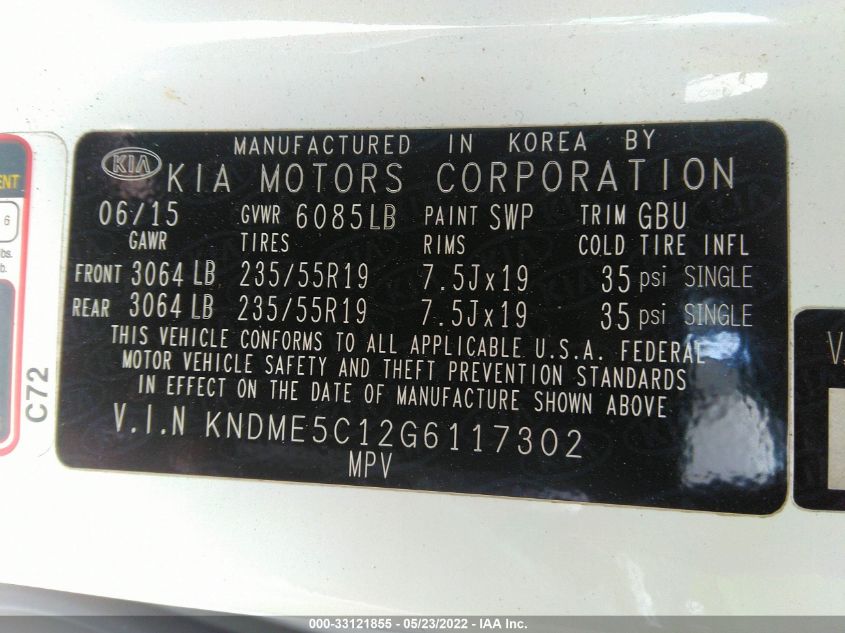 MANUFACTURED IN KOREA BY
KIA KIA MOTORS CORPORATION
06/15 GVWR 6085LB PAINT SWP TRIM GBU
GAWR TIRES RIMS COLD TIRE INFL
FRONT 3064 LB 235/55R19 7.5Jx19 35 psi SINGLE
REAR 3064 LB 235/55R19 7.5Jx19 35 psi SINGLE
THIS VEHICLE CONFORMS TO ALL APPLICABLE U.S.A. FEDERAL
MOTOR VEHICLE SAFETY AND THEFT PREVENTION STANDARDS
IN EFFECT ON THE DATE OF MANUFACTURE SHOWN ABOVE
V.I.N KNDME5C12G6117302
MPV
C72
6
000-33121855 - 05/23/2022 - IAA Inc.